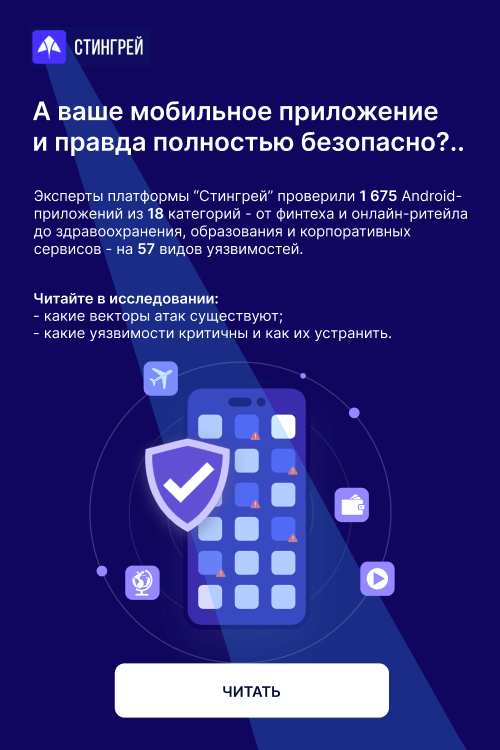 СТИНГРЕЙ
А ваше мобильное приложение
и правда полностью безопасно?..
Эксперты платформы “Стингрей” проверили 1 675 Android-
приложений из 18 категорий - от финтеха и онлайн-ритейла
до здравоохранения, образования и корпоративных
сервисов - на 57 видов уязвимостей.
Читайте в исследовании:
- какие векторы атак существуют;
- какие уязвимости критичны и как их устранить.
ЧИТАТЬ